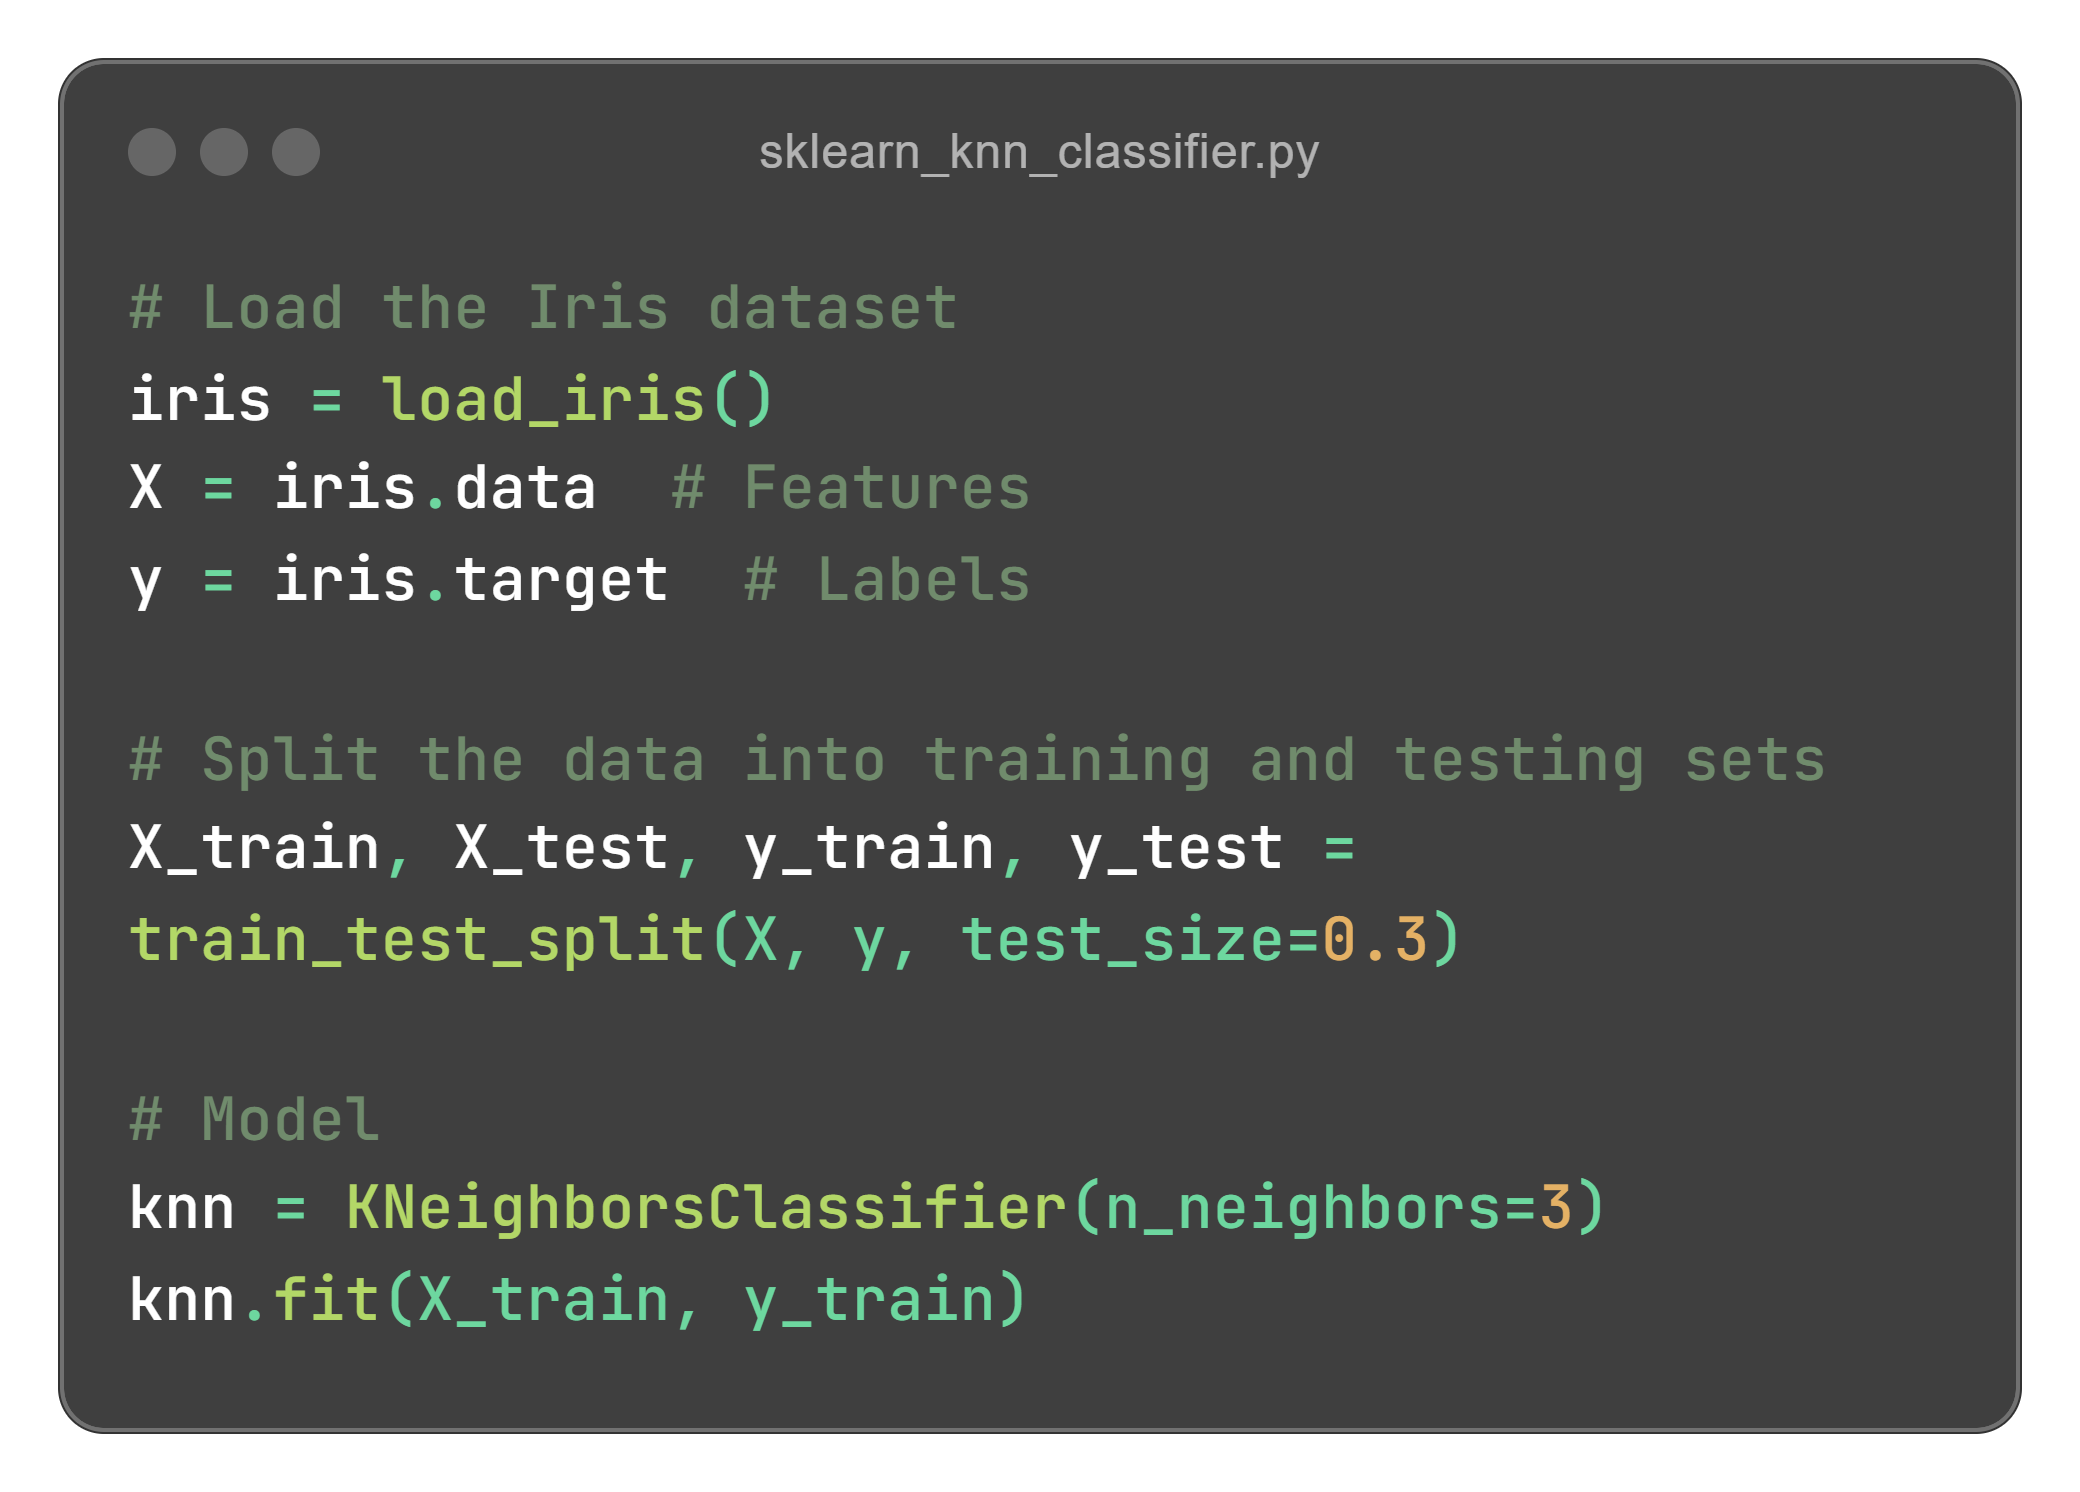 sklearn_knn_classifier.py
# Load the Iris dataset
iris = load_iris()
X = iris.data  # Features
y = iris.target  # Labels
# Split the data into training and testing sets
X_train, X_test, y_train, y_test =
train_test_split(X, y, test_size=0.3)
# Model
knn = KNeighborsClassifier(n_neighbors=3)
knn.fit(X_train, y_train)